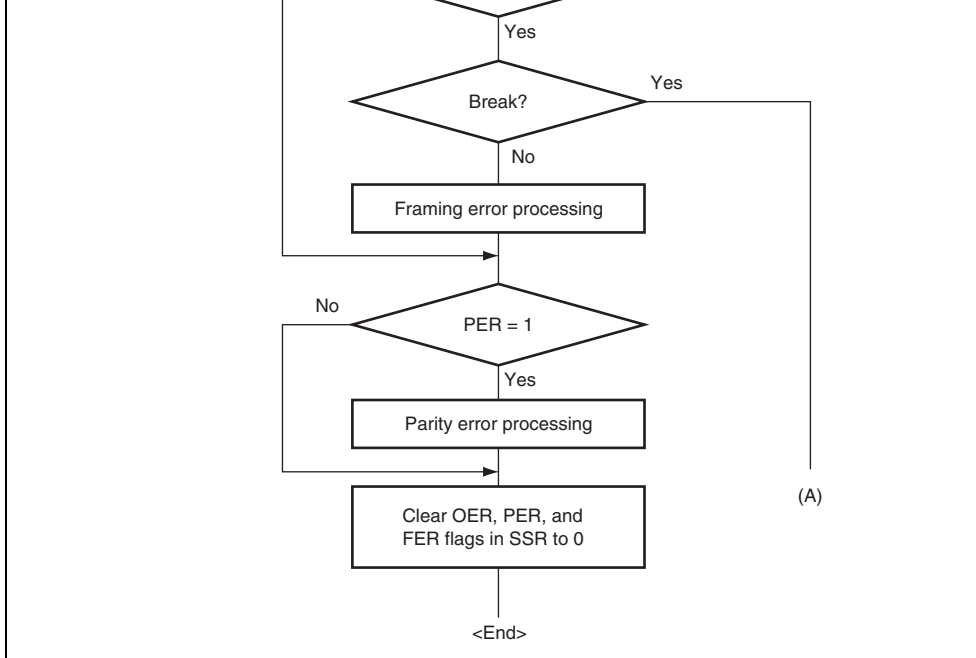 Yes
Break?
Yes
No
Framing error processing
No
PER = 1
Yes
Parity error processing
Clear OER, PER, and
FER flags in SSR to 0
(A)
<End>